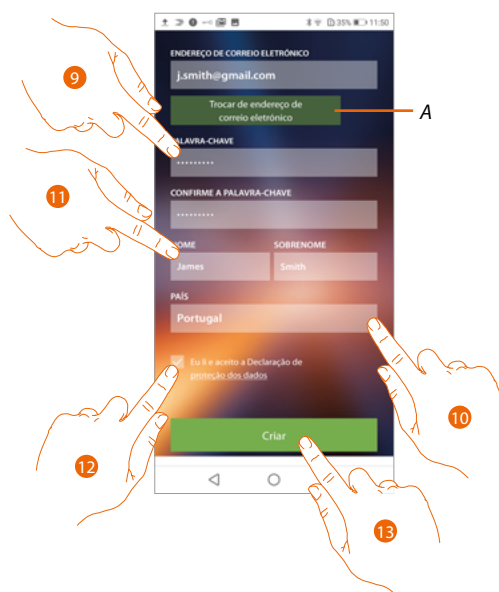 35% 11:50
ENDEREÇO DE CORREIO ELETRÓNICO
j.smith@gmail.com
Trocar de endereço de
correio eletrónico
A
9
PALAVRA-CHAVE
·········
CONFIRME A PALAVRA-CHAVE
·········
11
NOME SOBRENOME
James Smith
PAÍS
Portugal
Eu li e aceito a Declaração de
proteção dos dados
10
Criar
12
13